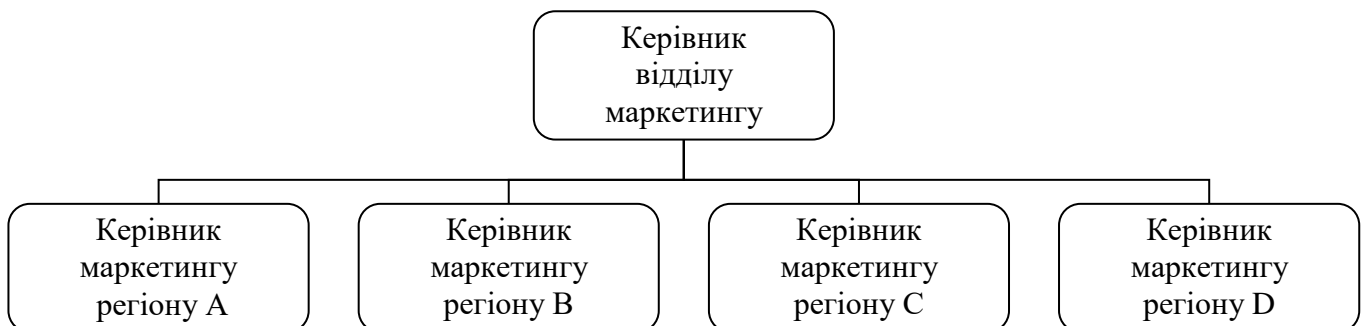 Керівник
відділу
маркетингу
Керівник
маркетингу
регіону A
Керівник
маркетингу
регіону B
Керівник
маркетингу
регіону C
Керівник
маркетингу
регіону D